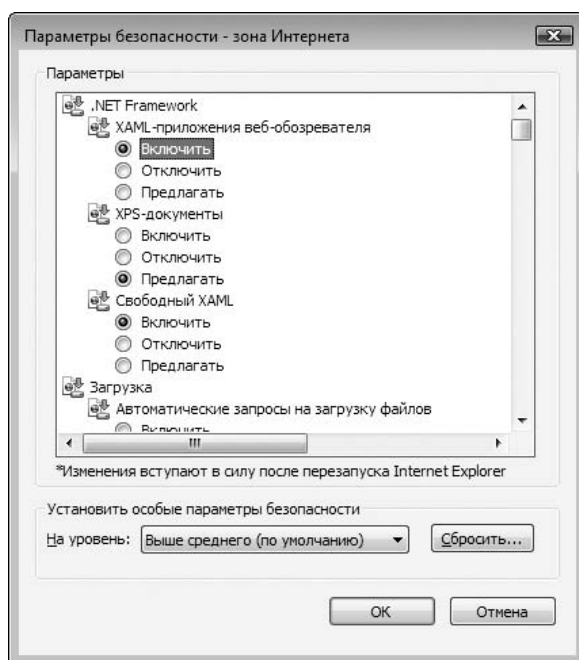 Параметры безопасности - зона Интернета
Параметры
.NET Framework
XAML-приложения веб-обозревателя
Включить
Отключить
Предлагать
XPS-документы
Включить
Отключить
Предлагать
Свободный XAML
Включить
Отключить
Предлагать
Загрузка
Автоматические запросы на загрузку файлов
Включить
*Изменения вступают в силу после перезапуска Internet Explorer
Установить особые параметры безопасности
На уровень: Выше среднего (по умолчанию) Сбросить...
OK Отмена